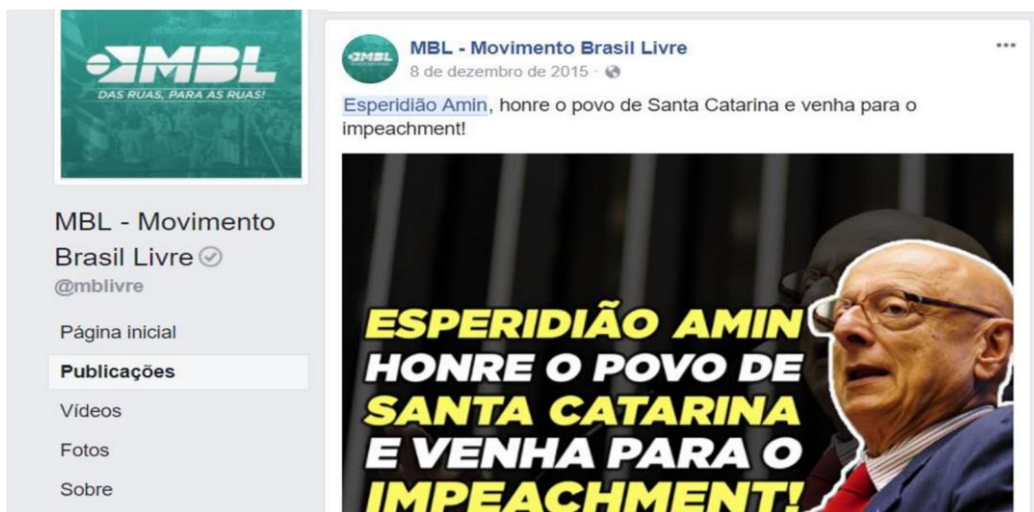 MBL
DAS RUAS, PARA AS RUAS!
MBL - Movimento
Brasil Livre
@mblivre
Página inicial
Publicações
Vídeos
Fotos
Sobre
MBL
MBL - Movimento Brasil Livre
8 de dezembro de 2015 ·
Esperidião Amin, honre o povo de Santa Catarina e venha para o
impeachment!
ESPERIDIÃO AMIN
HONRE O POVO DE
SANTA CATARINA
E VENHA PARA O
IMPEACHMENT!